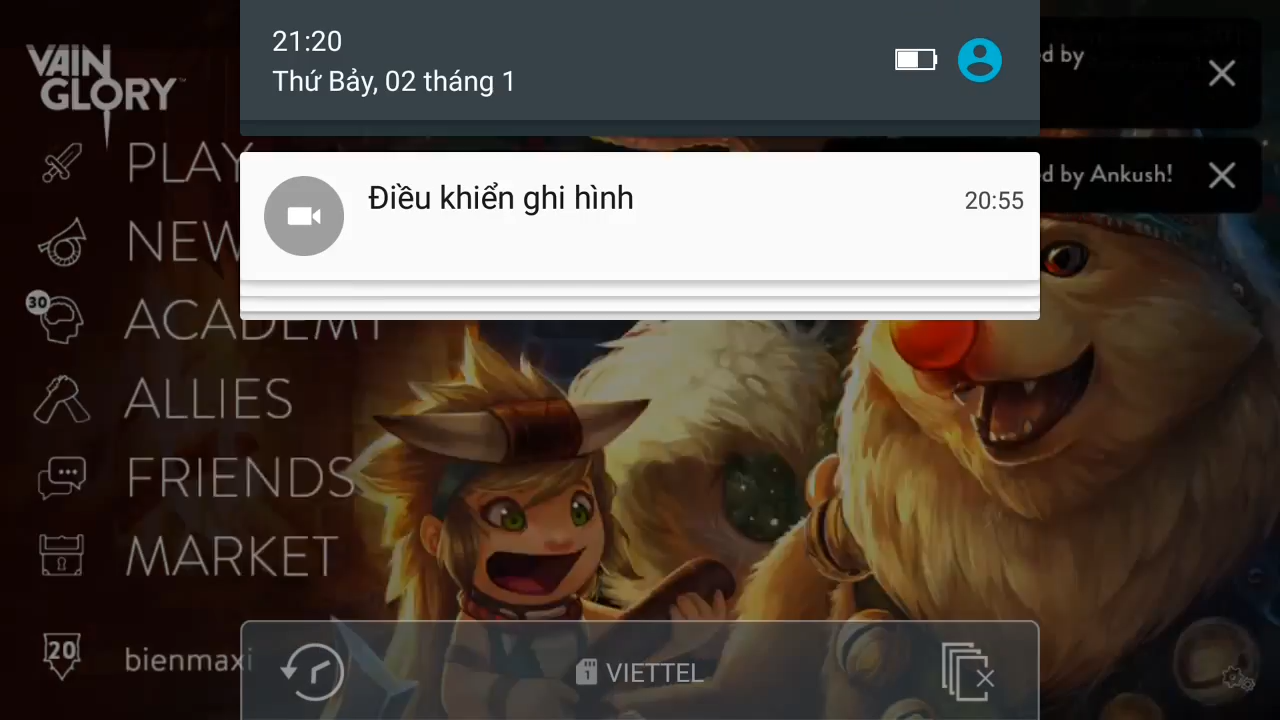 21:20
Thứ Bảy, 02 tháng 1
VAIN
GLORY
Điều khiển ghi hình
20:55
by
by Ankush!
PLAY
NEW
30
ACADEMY
ALLIES
FRIENDS
MARKET
20
bienmaxi
1
VIETTEL